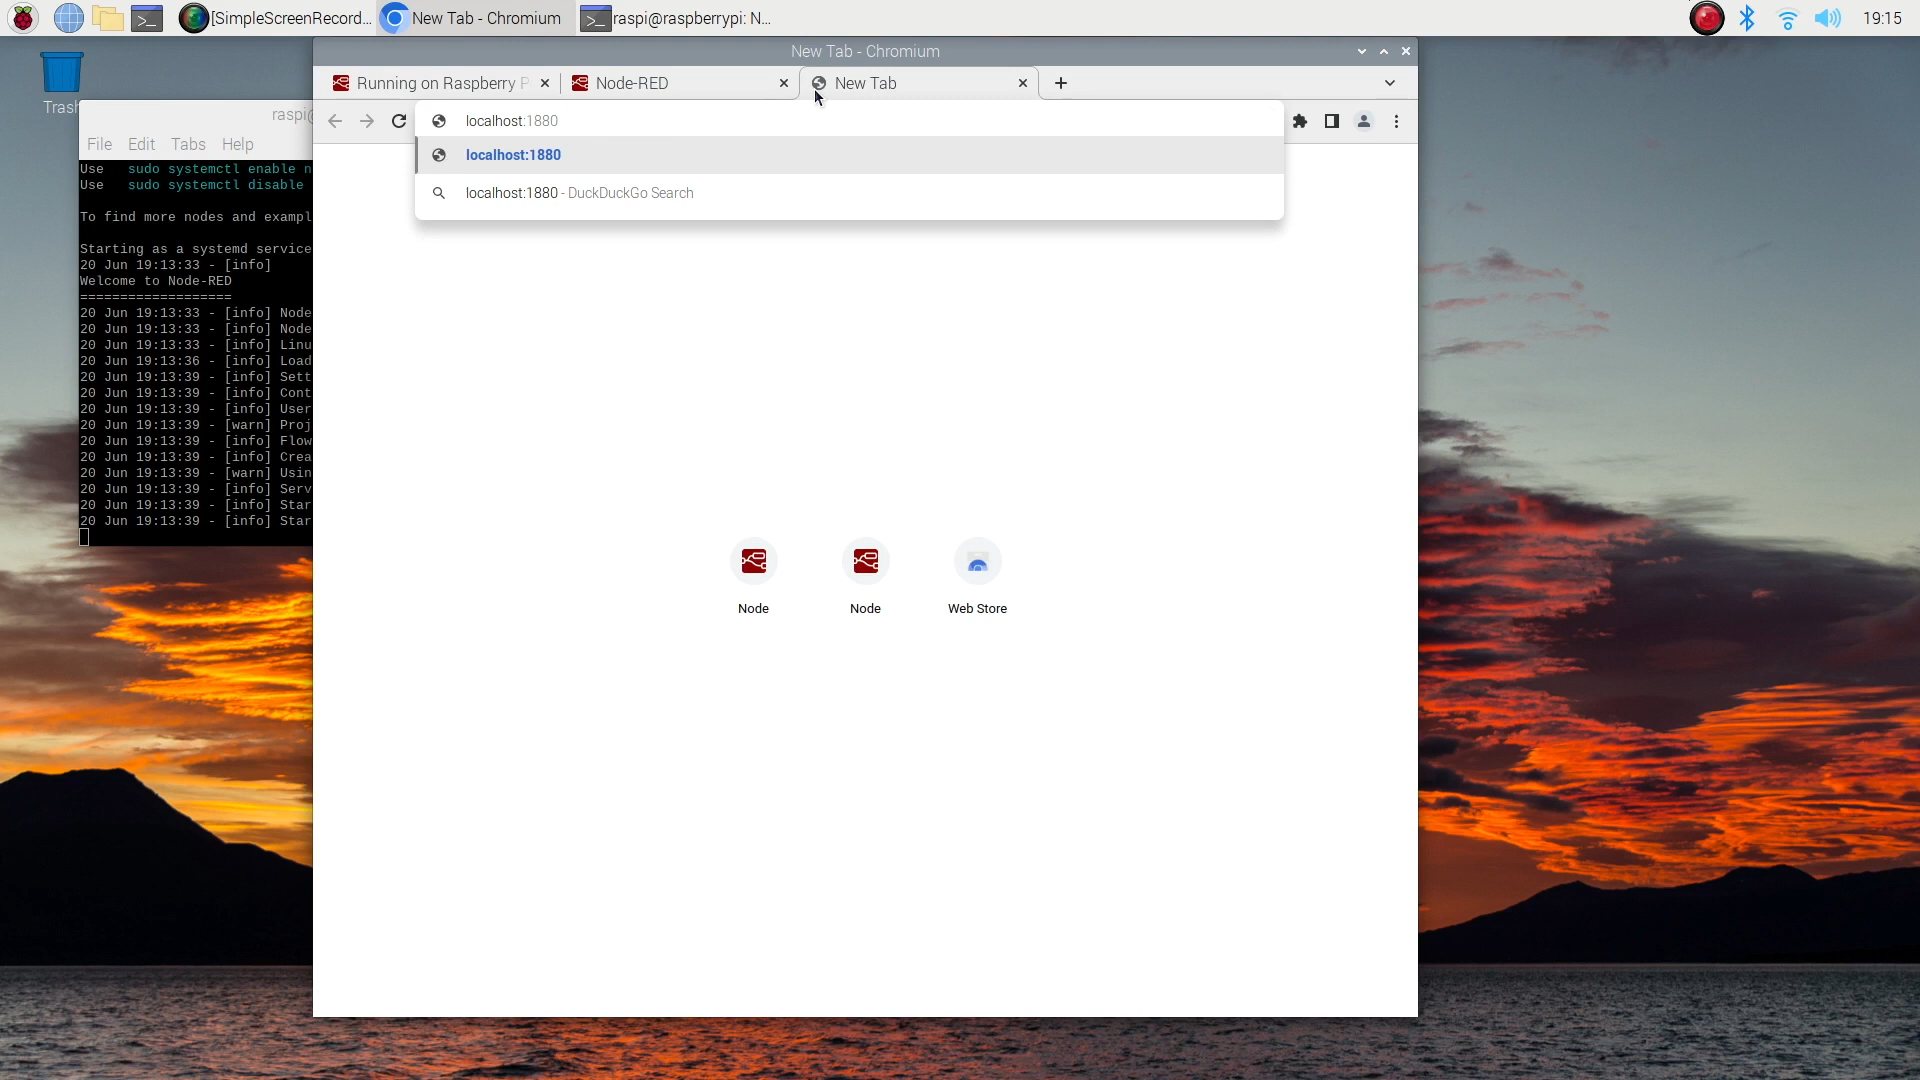 [SimpleScreenRecord...
New Tab - Chromium
raspi@raspberrypi: N...
19:15
Trash
New Tab - Chromium
Running on Raspberry P
Node-RED
New Tab
raspi@
File Edit Tabs Help
localhost:1880
localhost:1880
localhost:1880 - DuckDuckGo Search
Use sudo systemctl enable n
Use sudo systemctl disable
To find more nodes and exampl
Starting as a systemd service
20 Jun 19:13:33 - [info]
Welcome to Node-RED
===================
20 Jun 19:13:33 - [info] Node
20 Jun 19:13:33 - [info] Node
20 Jun 19:13:33 - [info] Linu
20 Jun 19:13:36 - [info] Load
20 Jun 19:13:39 - [info] Sett
20 Jun 19:13:39 - [info] Cont
20 Jun 19:13:39 - [info] User
20 Jun 19:13:39 - [warn] Proj
20 Jun 19:13:39 - [info] Flow
20 Jun 19:13:39 - [info] Crea
20 Jun 19:13:39 - [warn] Usin
20 Jun 19:13:39 - [info] Serv
20 Jun 19:13:39 - [info] Star
20 Jun 19:13:39 - [info] Star
Node
Node
Web Store